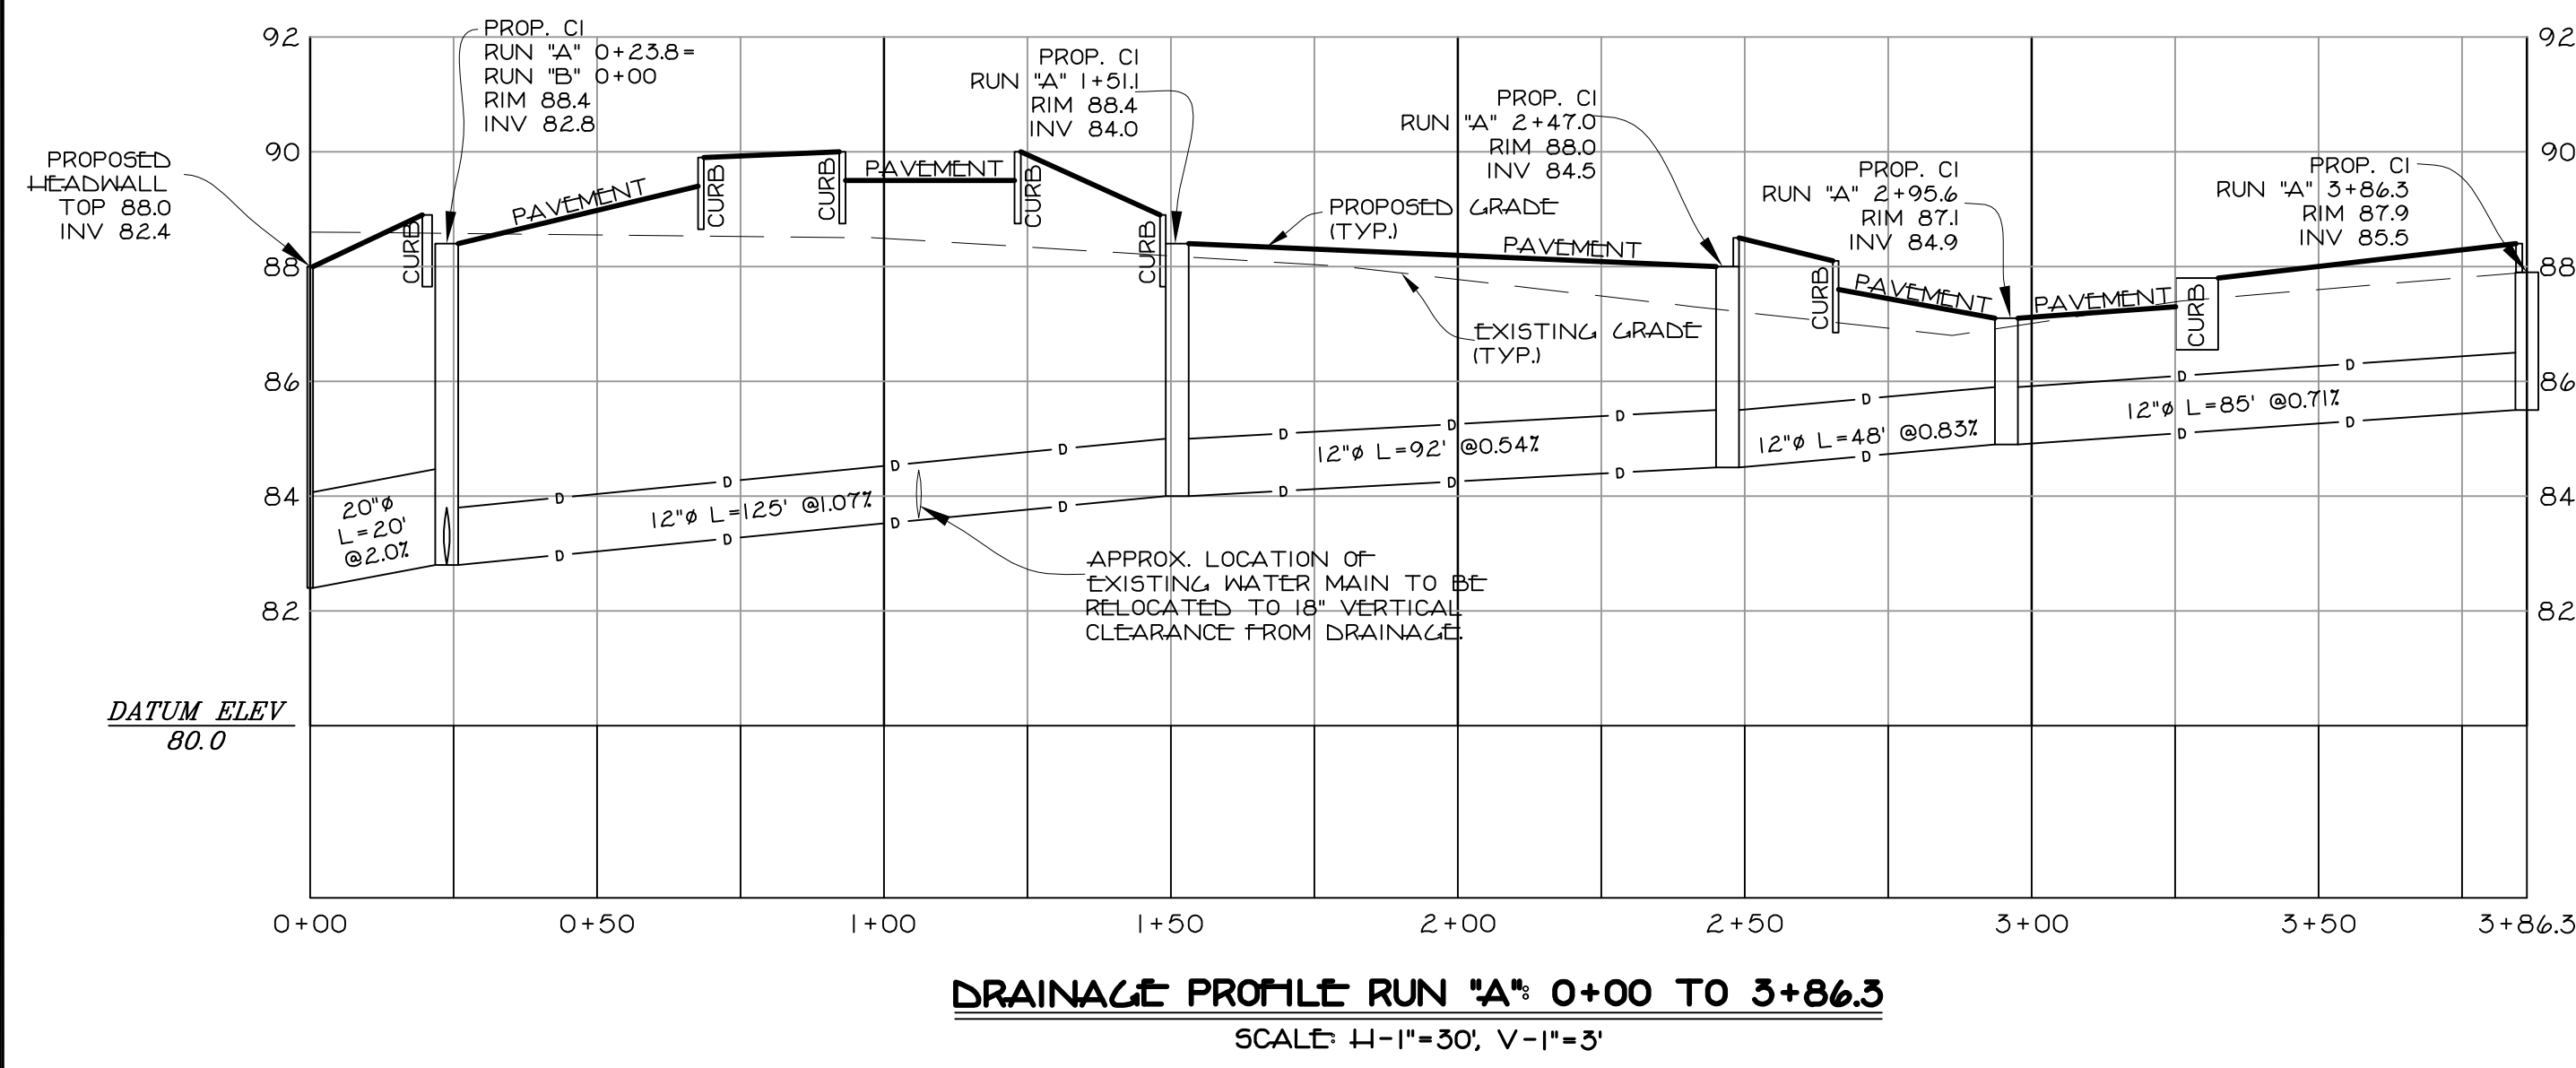 92
90
88
86
84
82
DATUM ELEV
80.0
PROPOSED
HEADWALL
TOP 88.0
INV 82.4
PROP. CI
RUN "A" 0+23.8=
RUN "B" 0+00
RIM 88.4
INV 82.8
PROP. CI
RUN "A" 1+51.1
RIM 88.4
INV 84.0
PROP. CI
RUN "A" 2+47.0
RIM 88.0
INV 84.5
PROP. CI
RUN "A" 2+95.6
RIM 87.1
INV 84.9
PROP. CI
RUN "A" 3+86.3
RIM 87.9
INV 85.5
CURB
PAVEMENT
CURB
CURB
PAVEMENT
CURB
CURB
PROPOSED GRADE
(TYP.)
PAVEMENT
EXISTING GRADE
(TYP.)
CURB
PAVEMENT
PAVEMENT
CURB
20"ø
L=20'
@2.0%
D D D D
12"ø L=125' @1.07%
D D D D
D D D
12"ø L=92' @0.54%
D D D
D
12"ø L=48' @0.83%
D
D D
12"ø L=85' @0.71%
D D
APPROX. LOCATION OF
EXISTING WATER MAIN TO BE
RELOCATED TO 18" VERTICAL
CLEARANCE FROM DRAINAGE.
92
90
88
86
84
82
0+00 0+50 1+00 1+50 2+00 2+50 3+00 3+50 3+86.3
DRAINAGE PROFILE RUN "A": 0+00 TO 3+86.3
SCALE: H-1"=30', V-1"=3'